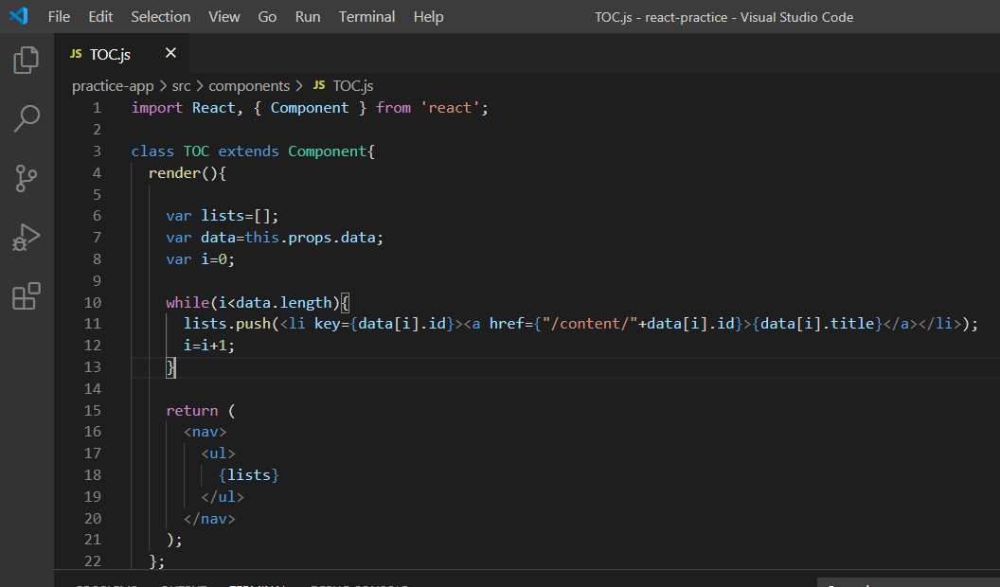 File Edit Selection View Go Run Terminal Help TOC.js - react-practice - Visual Studio Code
JS TOC.js
practice-app > src > components > JS TOC.js
1 import React, { Component } from 'react';
2
3 class TOC extends Component{
4 render(){
5
6 var lists=[];
7 var data=this.props.data;
8 var i=0;
9
10 while(i<data.length){
11 lists.push(<li key={data[i].id}><a href={"/content/"+data[i].id}>{data[i].title}</a></li>);
12 i=i+1;
13 }
14
15 return (
16 <nav>
17 <ul>
18 {lists}
19 </ul>
20 </nav>
21 );
22 };